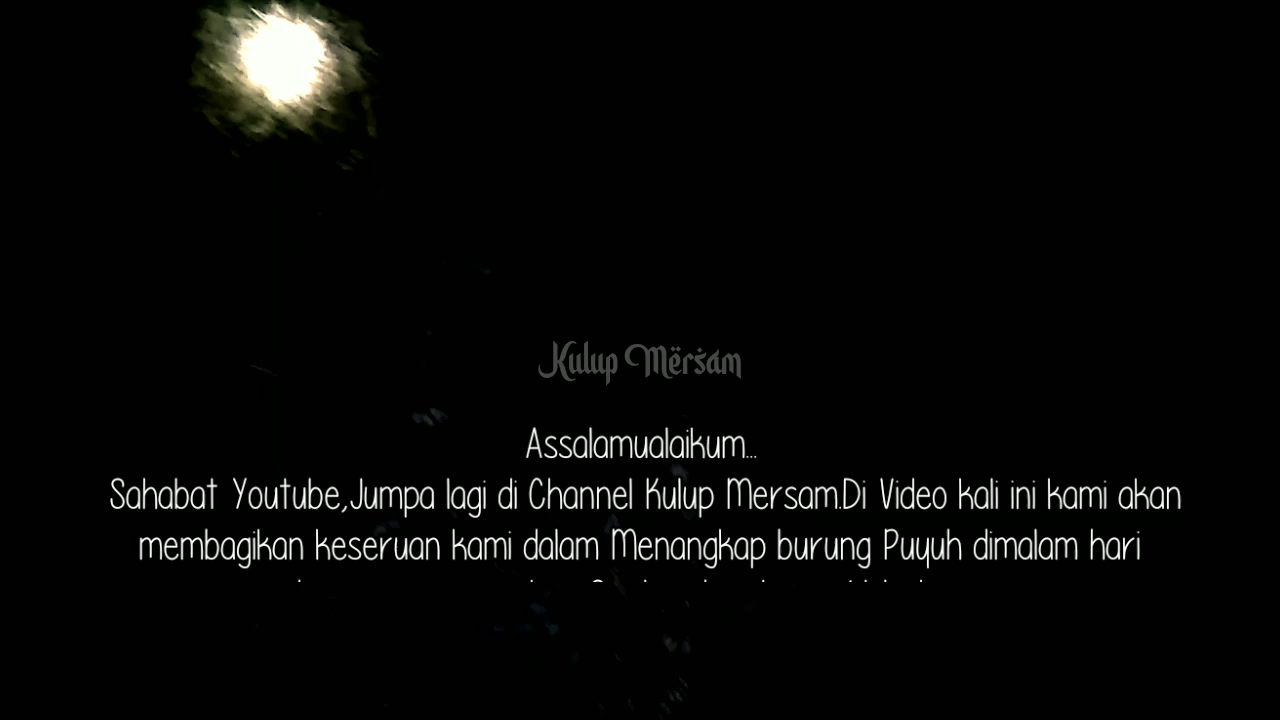 Kulup Mërṡam
Assalamualaikum...
Sahabat Youtube,Jumpa lagi di Channel Kulup Mersam.Di Video kali ini kami akan
membagikan keseruan kami dalam Menangkap burung Puyuh dimalam hari